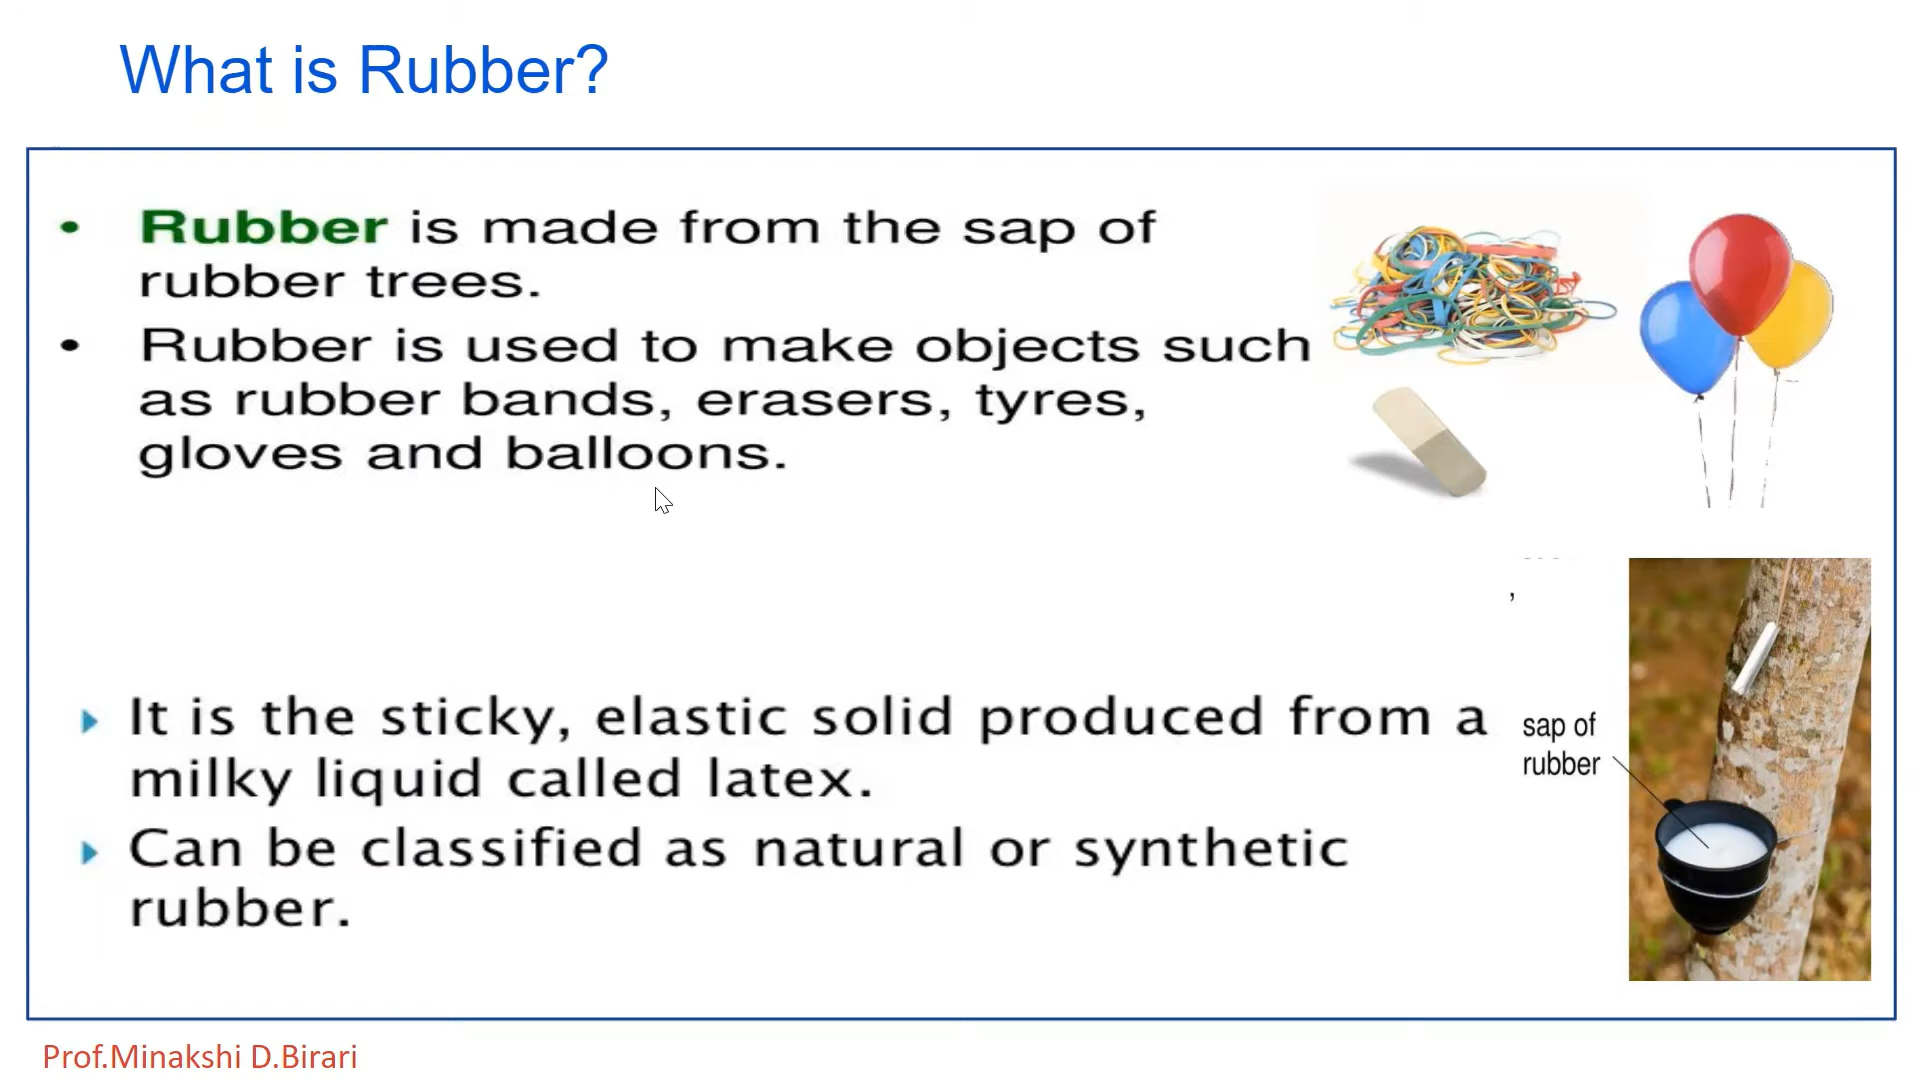 What is Rubber?
• Rubber is made from the sap of
rubber trees.
• Rubber is used to make objects such
as rubber bands, erasers, tyres,
gloves and balloons.
,
It is the sticky, elastic solid produced from a
milky liquid called latex.
Can be classified as natural or synthetic
rubber.
sap of
rubber
Prof.Minakshi D.Birari